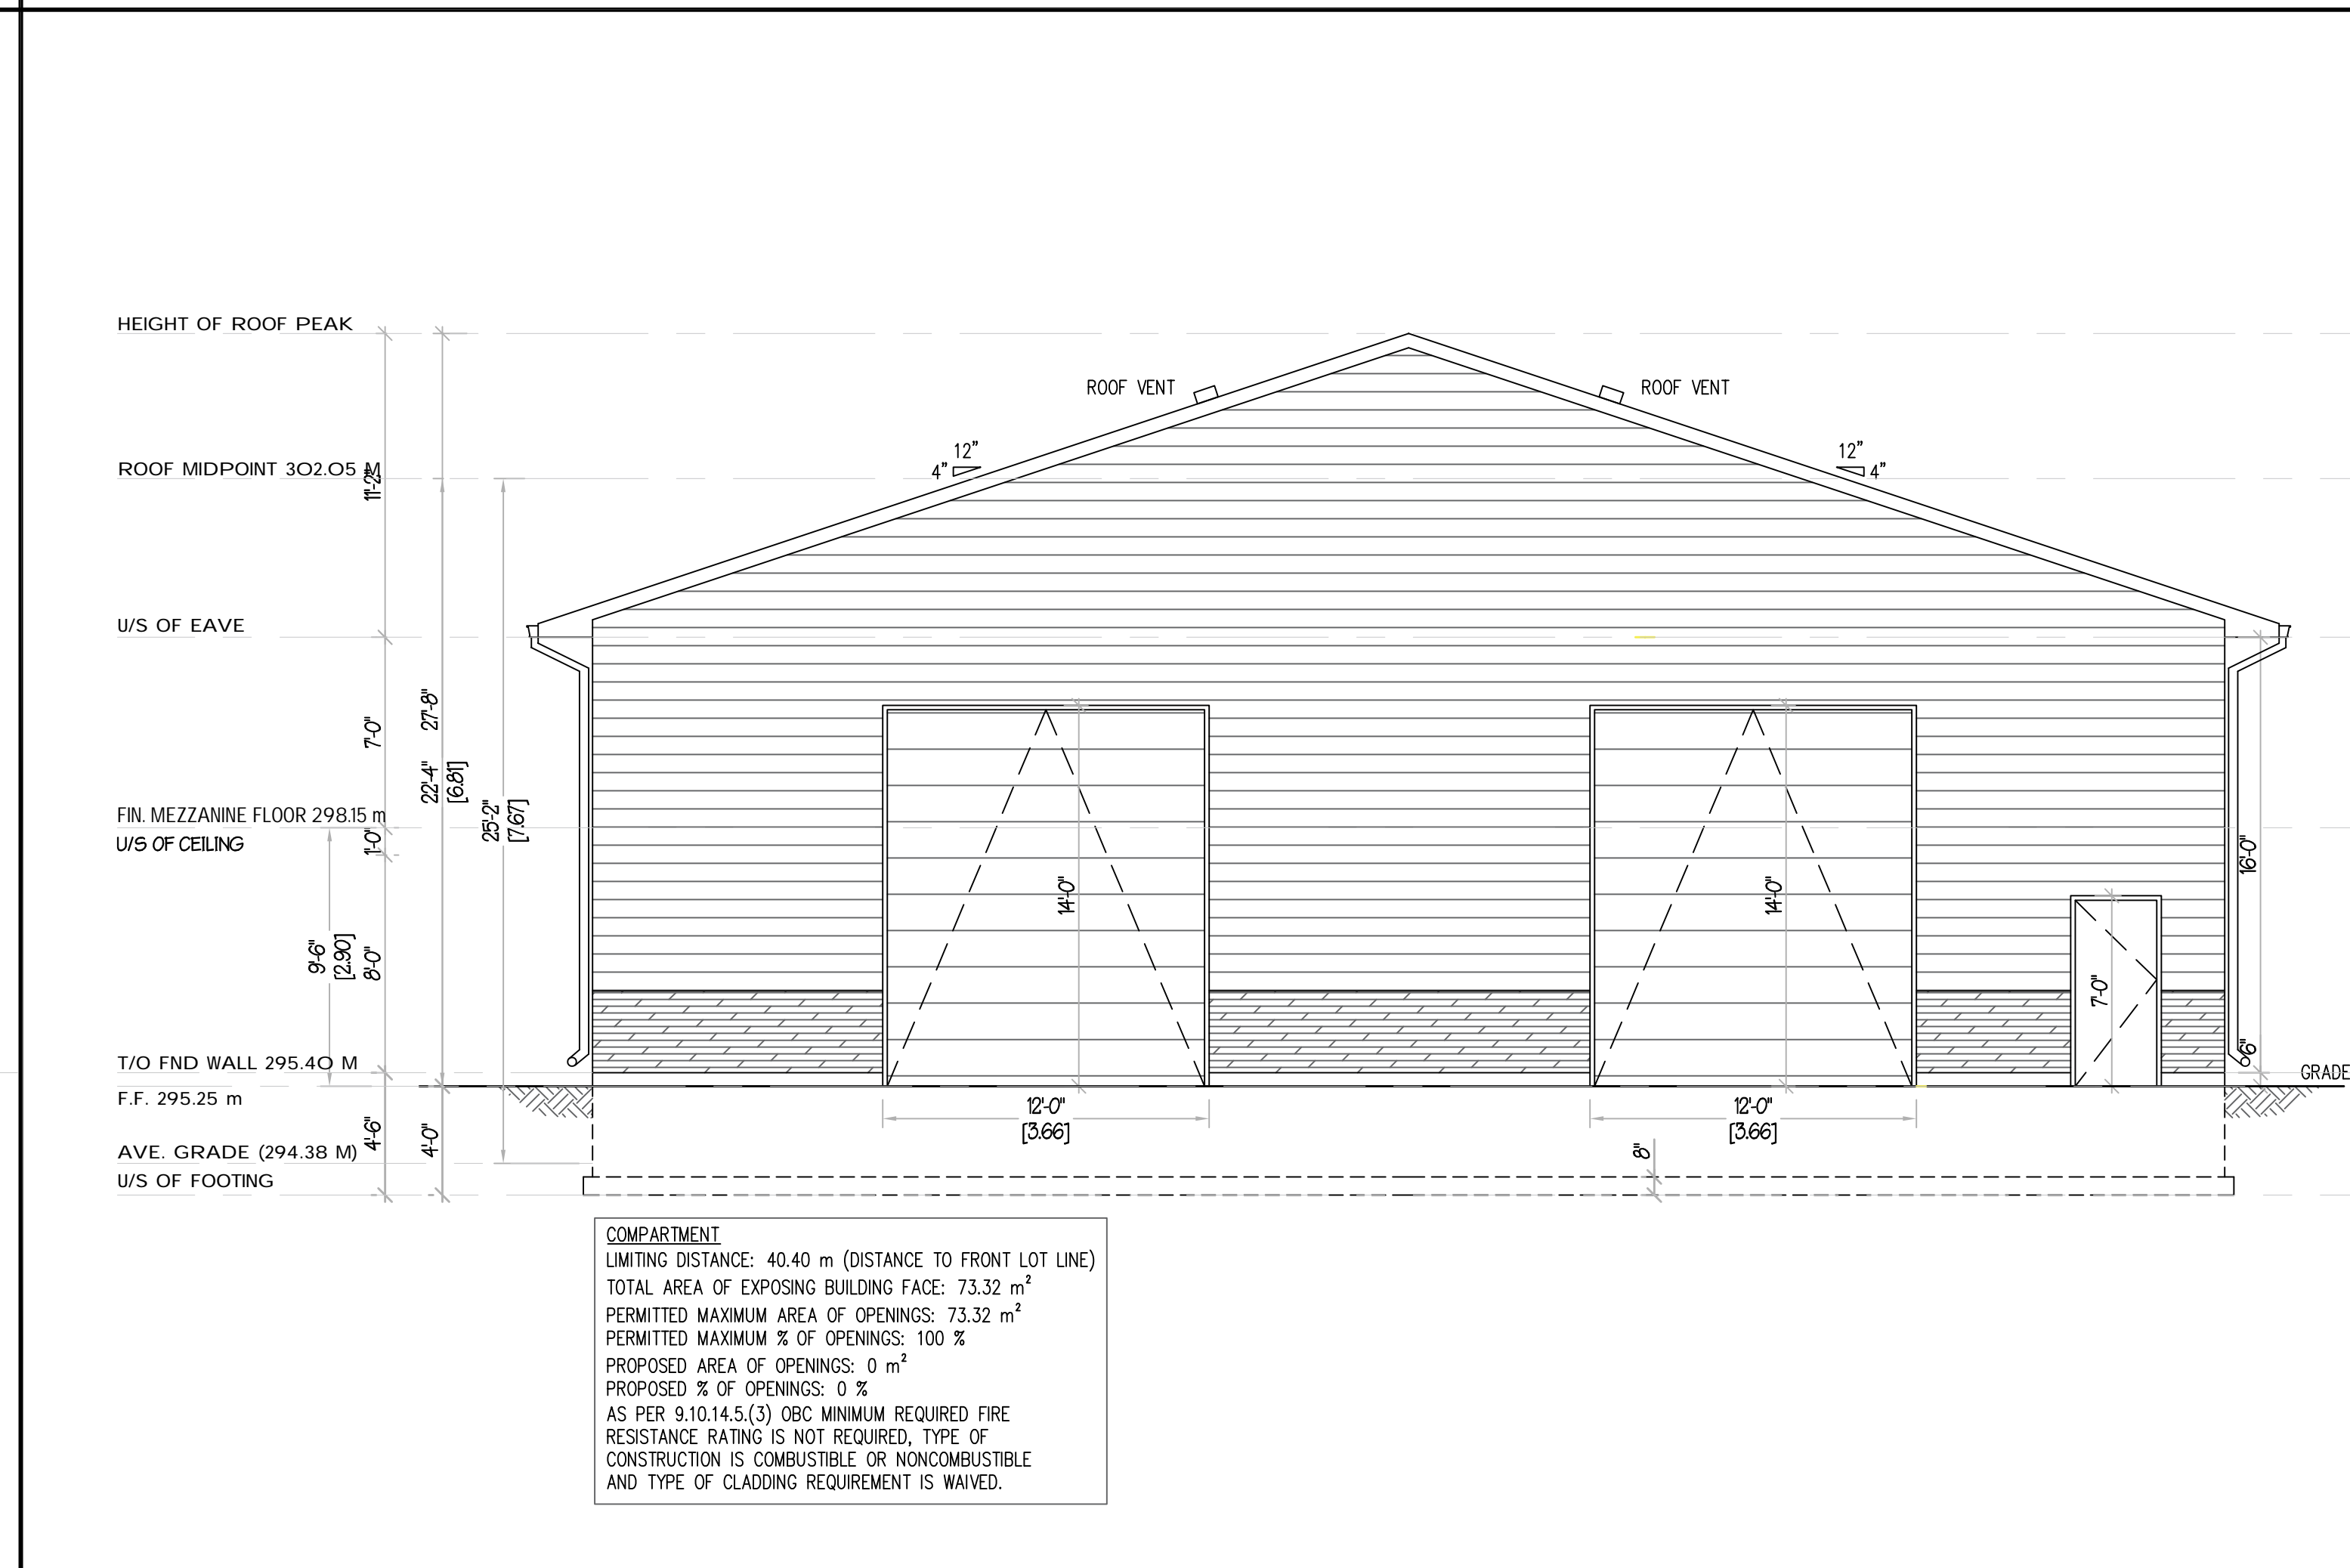 HEIGHT OF ROOF PEAK
ROOF VENT
ROOF VENT
12"
4"
12"
4"
ROOF MIDPOINT 302.05 M
11'-2"
U/S OF EAVE
7'-0"
27'-8"
22'-4"
[6.81]
25'-2"
[7.67]
FIN. MEZZANINE FLOOR 298.15 m
U/S OF CEILING
1'-0"
9'-6"
[2.90]
8'-0"
14'-0"
14'-0"
16'-0"
7'-0"
6"
T/O FND WALL 295.40 M
GRADE
F.F. 295.25 m
4'-6"
4'-0"
12'-0"
[3.66]
12'-0"
[3.66]
8"
AVE. GRADE (294.38 M)
U/S OF FOOTING
COMPARTMENT
LIMITING DISTANCE: 40.40 m (DISTANCE TO FRONT LOT LINE)
TOTAL AREA OF EXPOSING BUILDING FACE: 73.32 m²
PERMITTED MAXIMUM AREA OF OPENINGS: 73.32 m²
PERMITTED MAXIMUM % OF OPENINGS: 100 %
PROPOSED AREA OF OPENINGS: 0 m²
PROPOSED % OF OPENINGS: 0 %
AS PER 9.10.14.5.(3) OBC MINIMUM REQUIRED FIRE
RESISTANCE RATING IS NOT REQUIRED, TYPE OF
CONSTRUCTION IS COMBUSTIBLE OR NONCOMBUSTIBLE
AND TYPE OF CLADDING REQUIREMENT IS WAIVED.